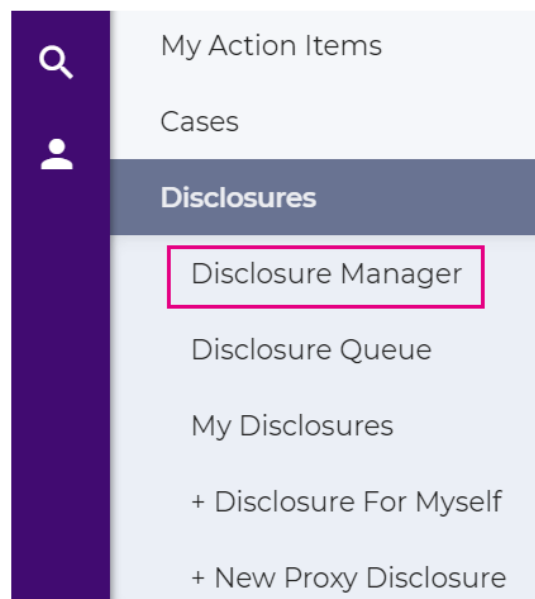 My Action Items
Cases
Disclosures
Disclosure Manager
Disclosure Queue
My Disclosures
+ Disclosure For Myself
+ New Proxy Disclosure